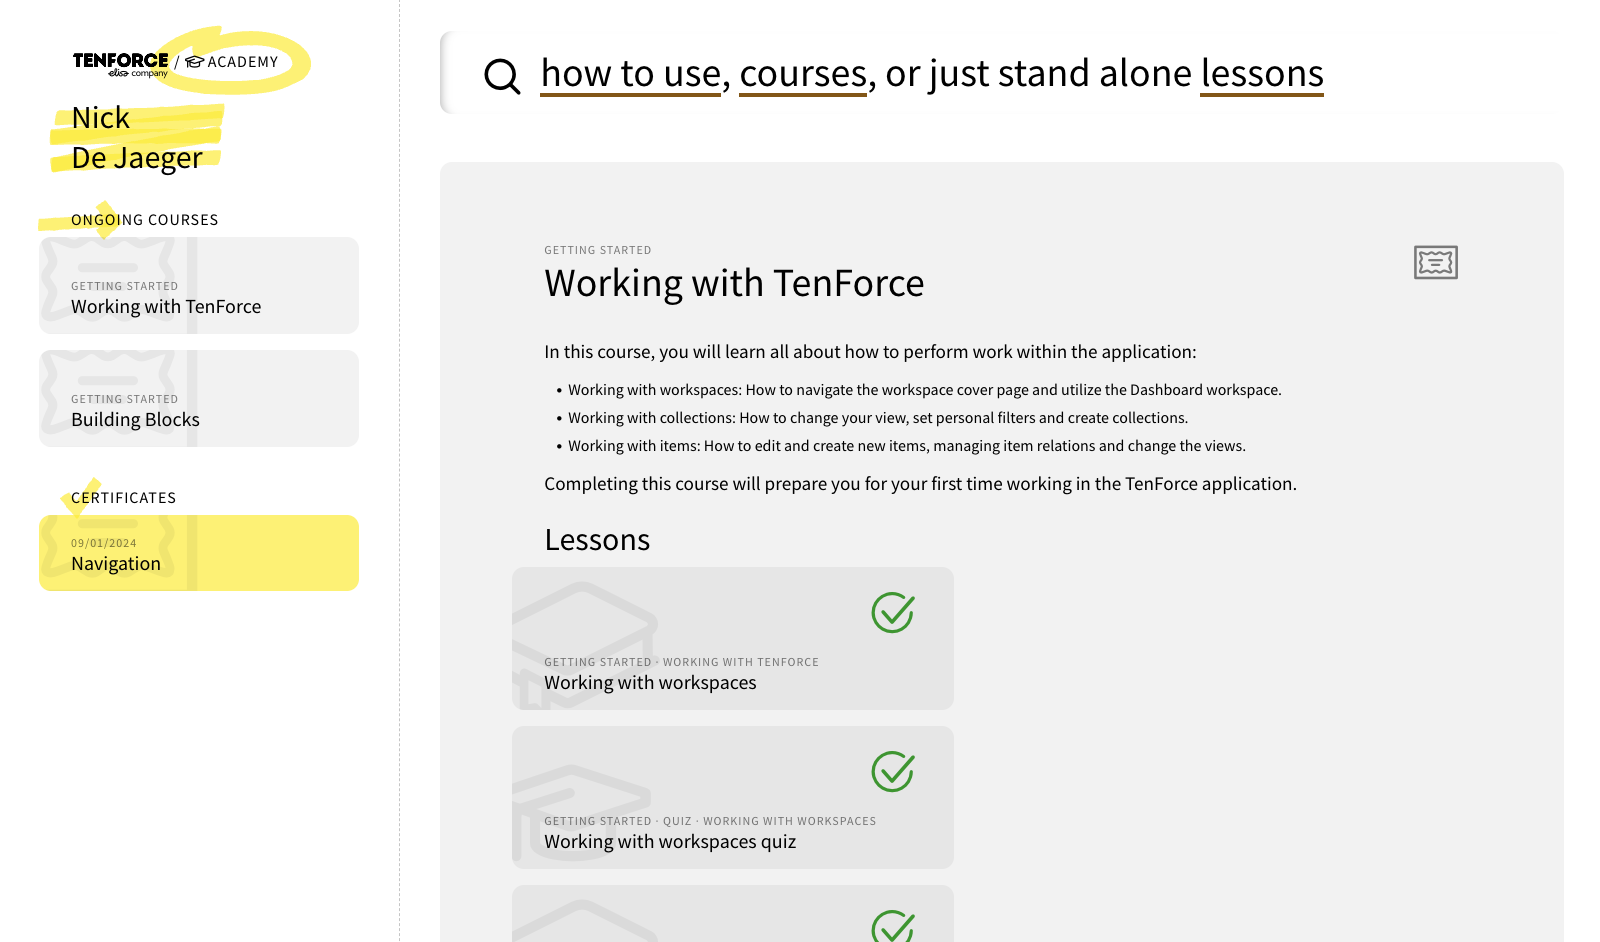 TENFORCE / ACADEMY
elisa company
Nick
De Jaeger
ONGOING COURSES
GETTING STARTED
Working with TenForce
GETTING STARTED
Building Blocks
CERTIFICATES
09/01/2024
Navigation
how to use, courses, or just stand alone lessons
GETTING STARTED
Working with TenForce
In this course, you will learn all about how to perform work within the application:
• Working with workspaces: How to navigate the workspace cover page and utilize the Dashboard workspace.
• Working with collections: How to change your view, set personal filters and create collections.
• Working with items: How to edit and create new items, managing item relations and change the views.
Completing this course will prepare you for your first time working in the TenForce application.
Lessons
GETTING STARTED · WORKING WITH TENFORCE
Working with workspaces
GETTING STARTED · QUIZ · WORKING WITH WORKSPACES
Working with workspaces quiz